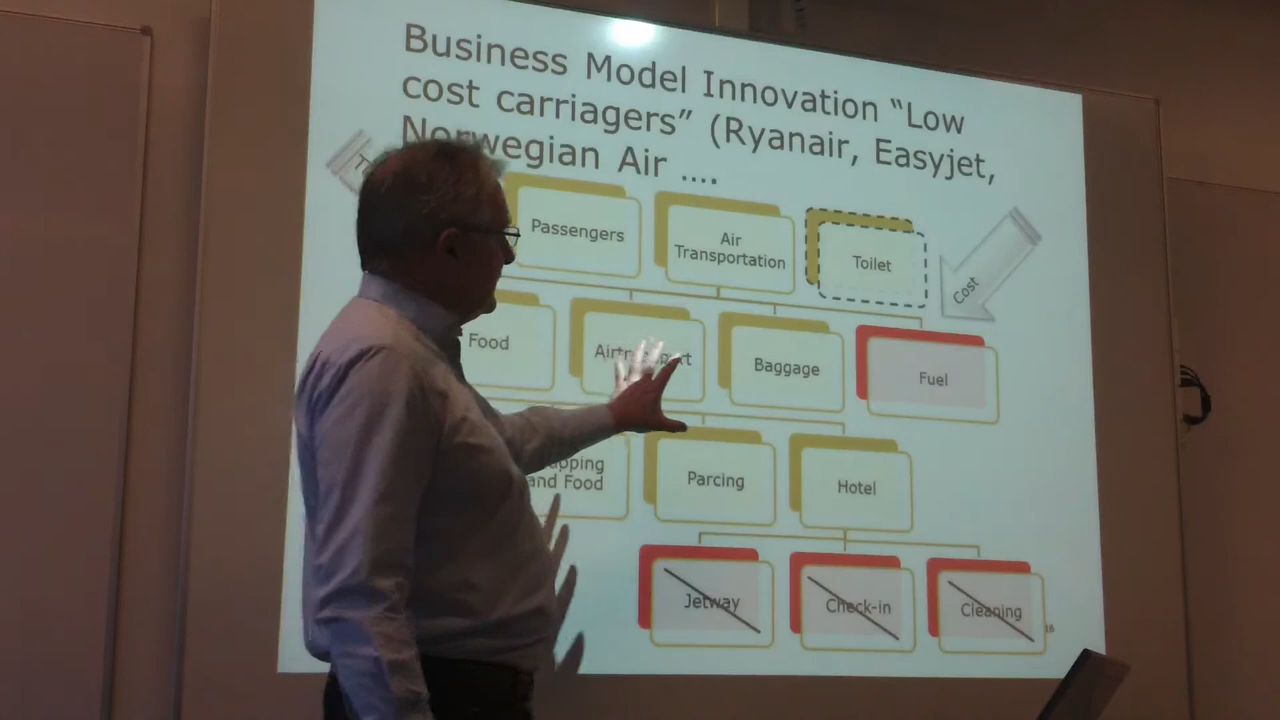 Business Model Innovation “Low
cost carriagers” (Ryanair, Easyjet,
Norwegian Air ....
Passengers
Air
Transportation
Toilet
Cost
Food
Baggage
Fuel
and Food
Parcing
Hotel
Jetway
Check-in
Cleaning